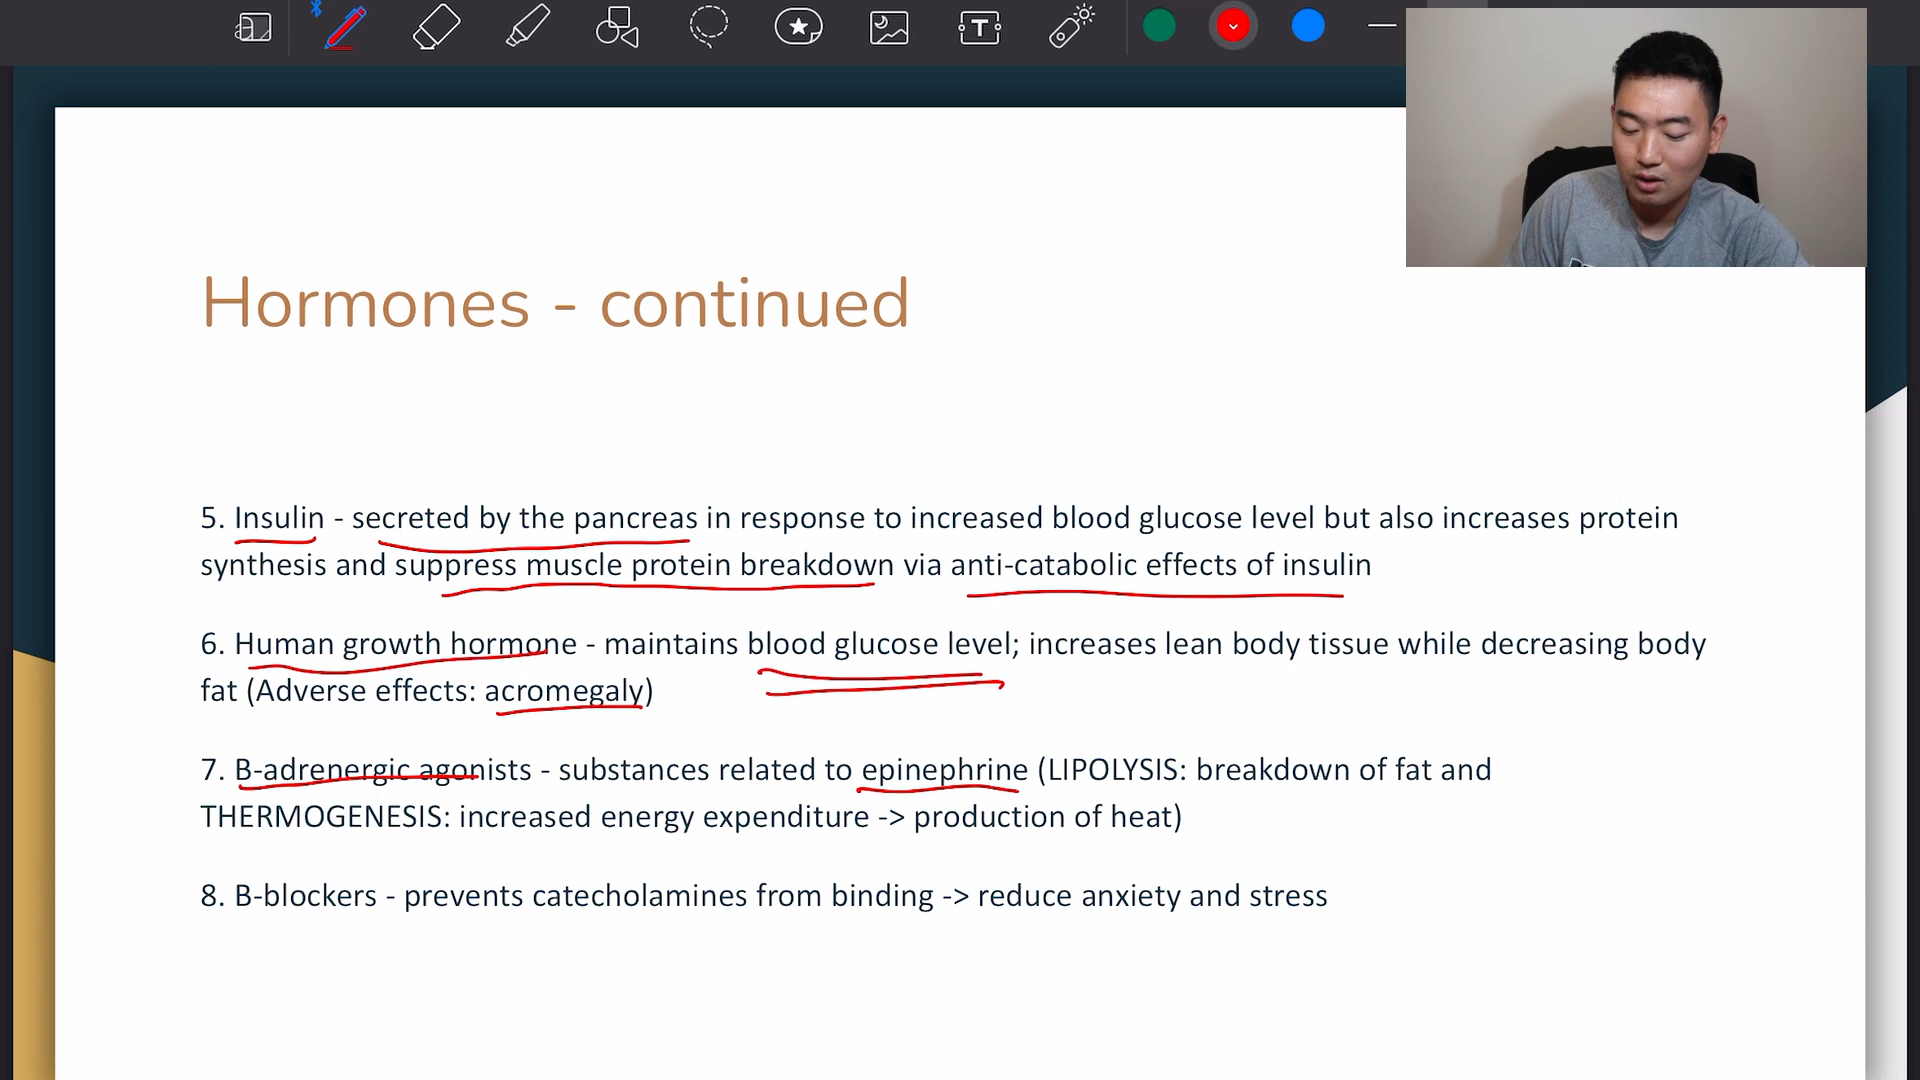 Hormones - continued
5. Insulin - secreted by the pancreas in response to increased blood glucose level but also increases protein
synthesis and suppress muscle protein breakdown via anti-catabolic effects of insulin
6. Human growth hormone - maintains blood glucose level; increases lean body tissue while decreasing body
fat (Adverse effects: acromegaly)
7. B-adrenergic agonists - substances related to epinephrine (LIPOLYSIS: breakdown of fat and
THERMOGENESIS: increased energy expenditure -> production of heat)
8. B-blockers - prevents catecholamines from binding -> reduce anxiety and stress